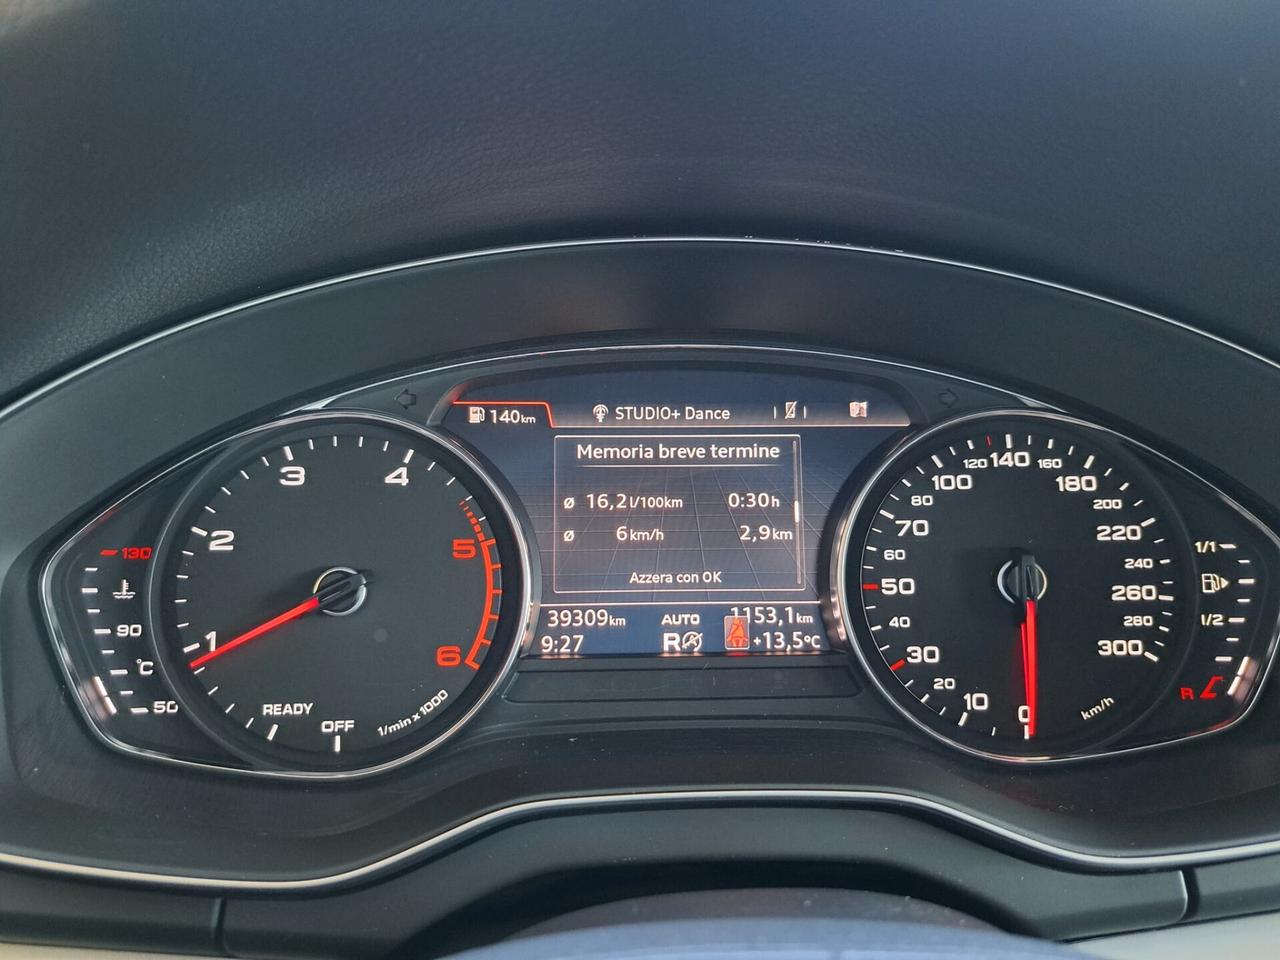 140km STUDIO+ Dance
Memoria breve termine
ø 16,2 l/100km 0:30h
ø 6 km/h 2,9km
Azzera con OK
39309km AUTO 1153,1km
9:27 R +13,5°C
130
90
°C
50
1
2
3
4
5
6
READY
OFF
1/min x 1000
0
10
20
30
40
50
60
70
80
100
120
140
160
180
200
220
240
260
280
300
km/h
1/1
1/2
R